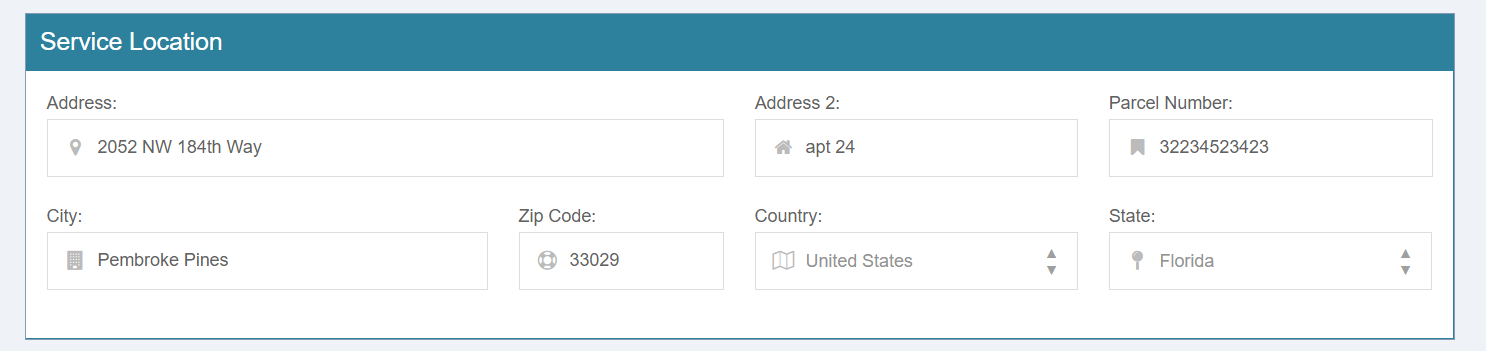 Service Location
Address: Address 2: Parcel Number:
2052 NW 184th Way apt 24 32234523423
City: Zip Code: Country: State:
Pembroke Pines 33029 United States Florida